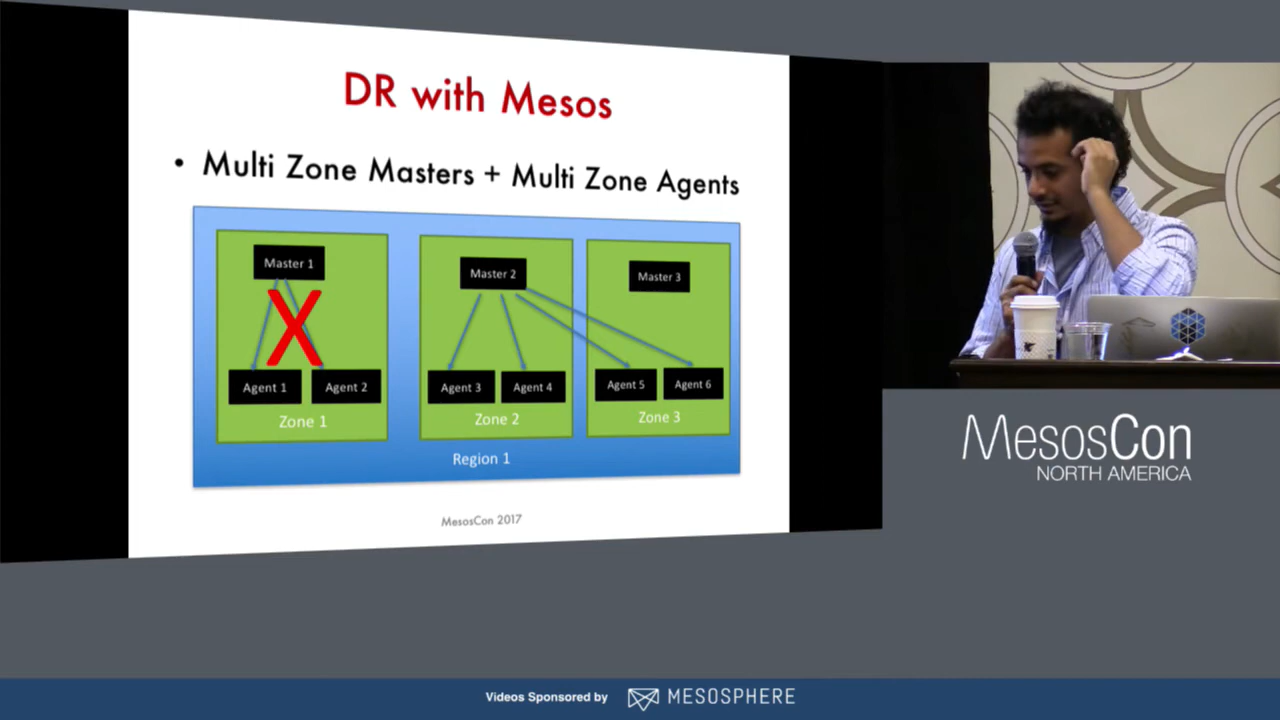 DR with Mesos
• Multi Zone Masters + Multi Zone Agents
Master 1
Master 2
Master 3
X
Agent 1
Agent 2
Agent 3
Agent 4
Agent 5
Agent 6
Zone 1
Zone 2
Zone 3
Region 1
MesosCon 2017
MesosCon
NORTH AMERICA
Videos Sponsored by
MESOSPHERE